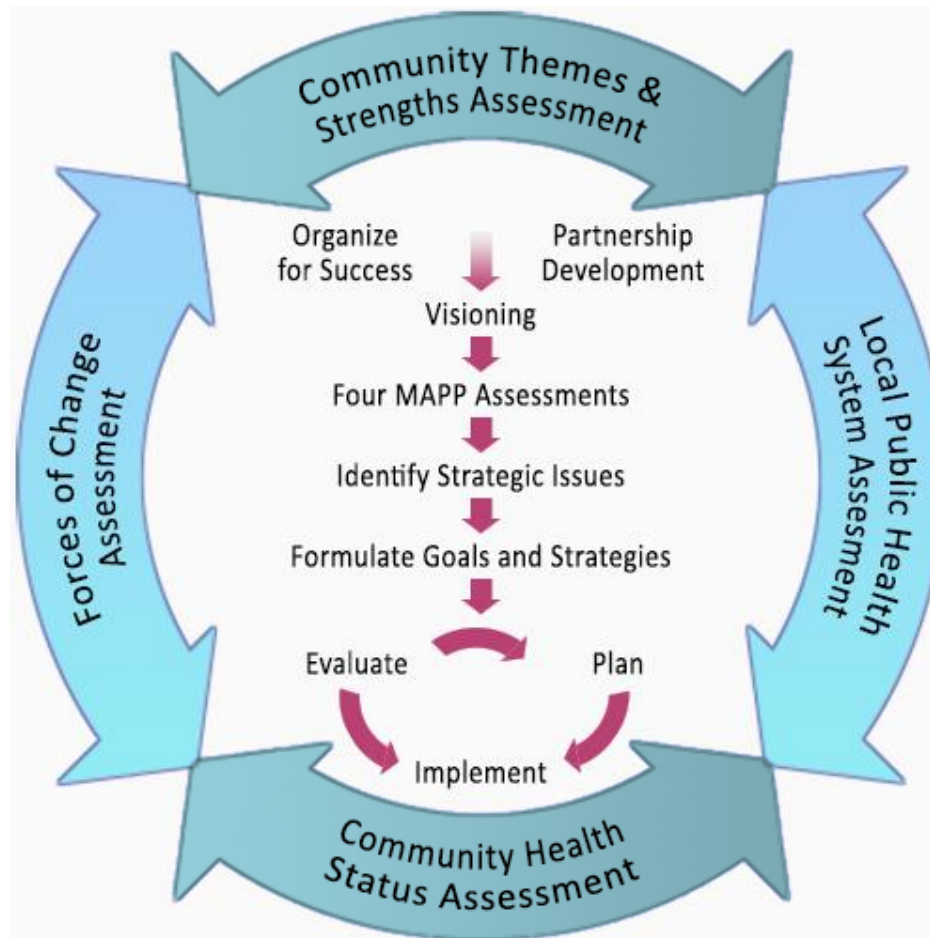 Community Themes &
Strengths Assessment
Organize
for Success
Partnership
Development
Visioning
Four MAPP Assessments
Identify Strategic Issues
Formulate Goals and Strategies
Evaluate
Plan
Implement
Forces of Change
Assessment
Local Public Health
System Assessment
Community Health
Status Assessment